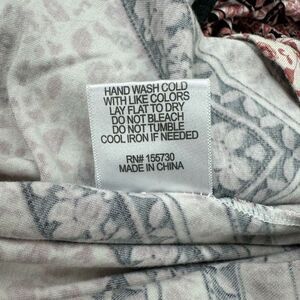 HAND WASH COLD
WITH LIKE COLORS
LAY FLAT TO DRY
DO NOT BLEACH
DO NOT TUMBLE
COOL IRON IF NEEDED
RN# 155730
MADE IN CHINA